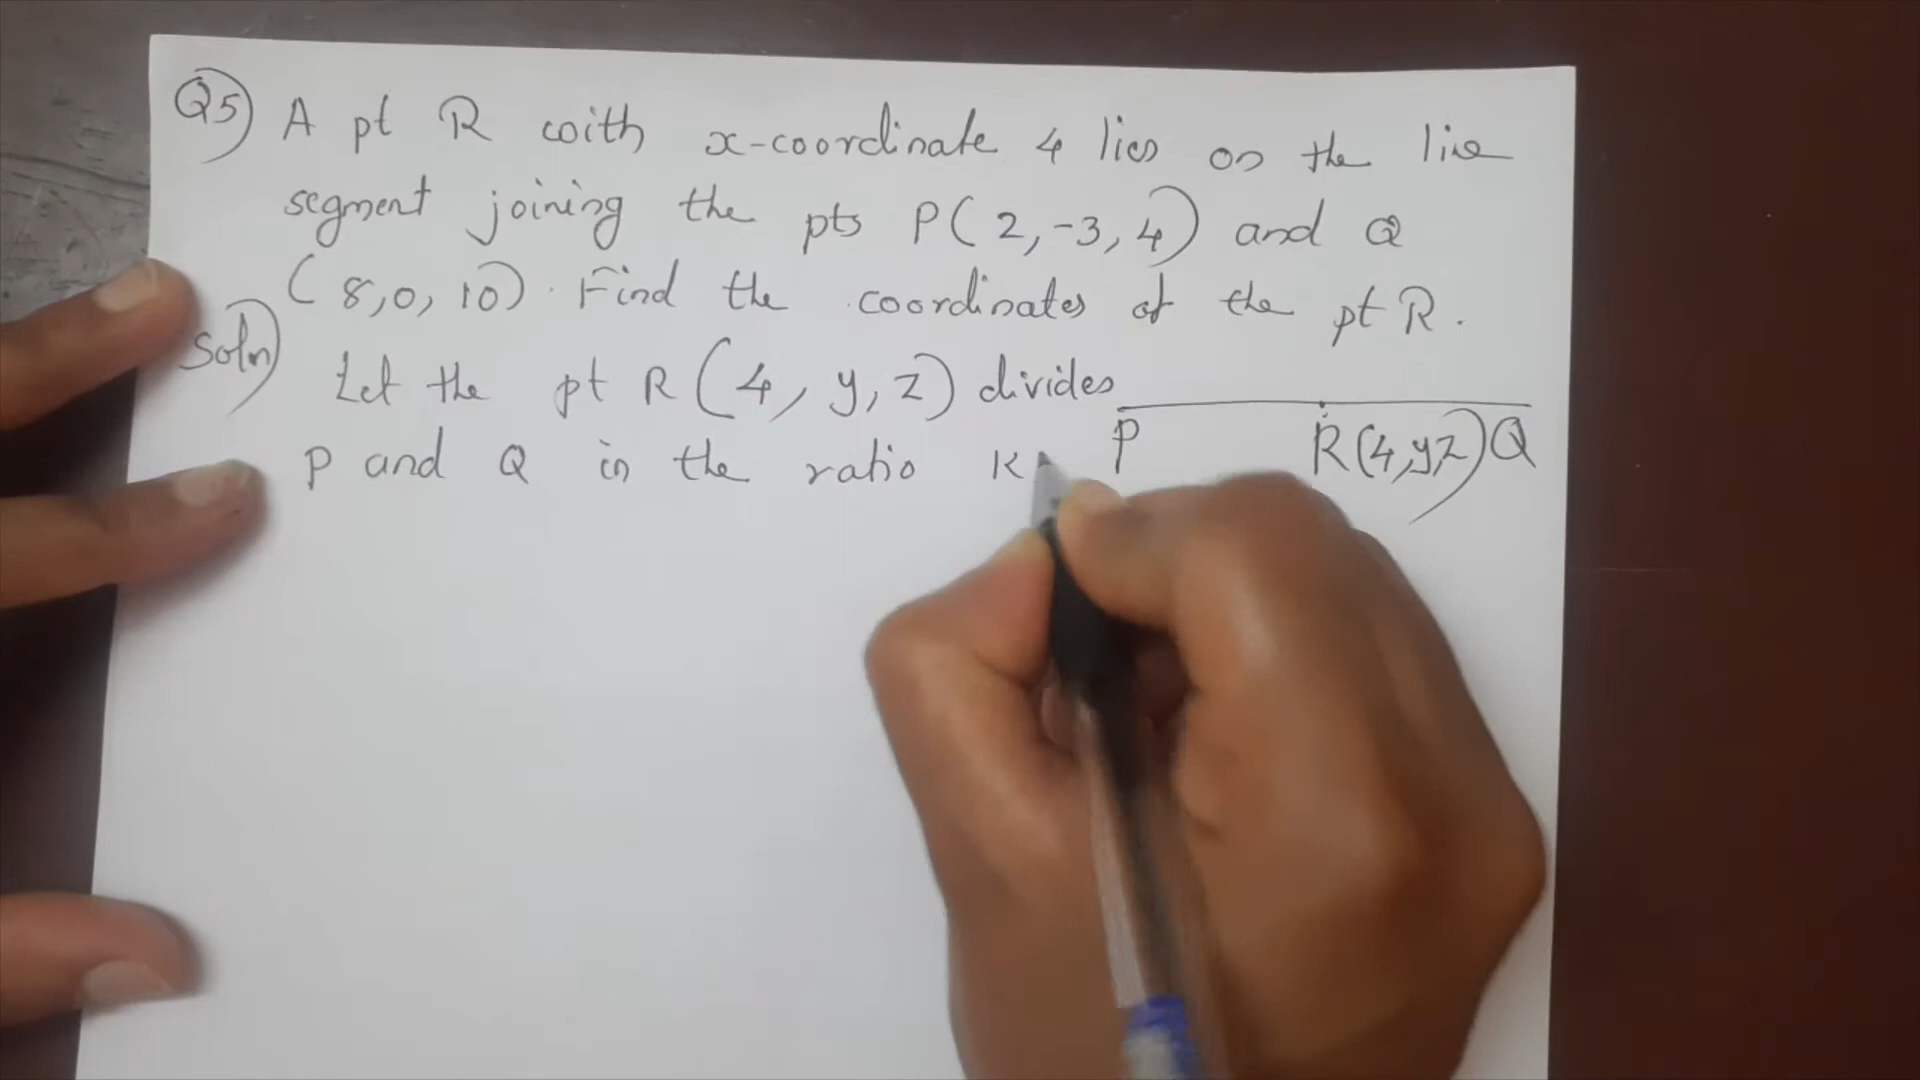 Q5) A pt R with x-coordinate 4 lies on the line
segment joining the pts P(2,-3,4) and Q
(8,0,10). Find the coordinates of the pt R.
Soln) Let the pt R(4, y, z) divides
P and Q in the ratio K
P R(4,y,z) Q